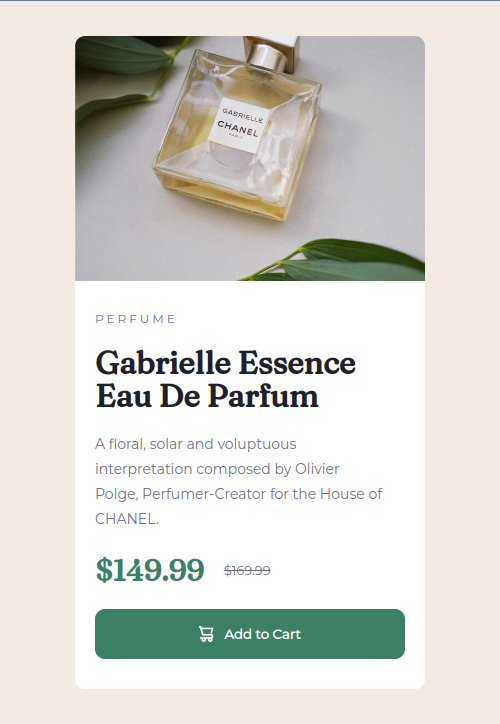 GABRIELLE
CHANEL
PARIS
PERFUME
Gabrielle Essence
Eau De Parfum
A floral, solar and voluptuous
interpretation composed by Olivier
Polge, Perfumer-Creator for the House of
CHANEL.
$149.99 $169.99
Add to Cart